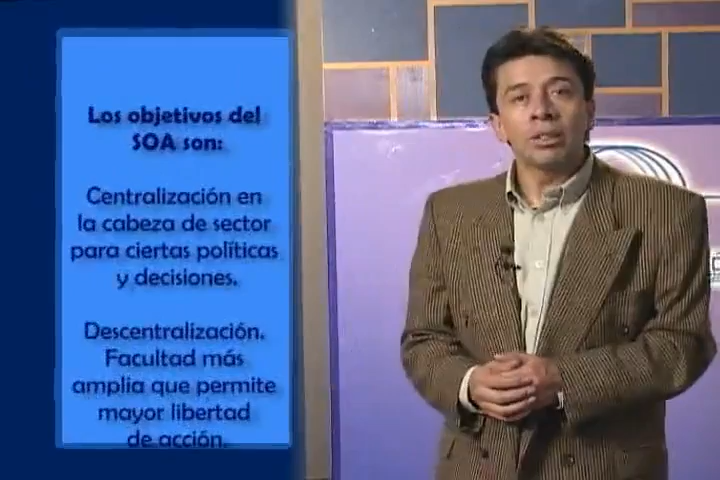 Los objetivos del
SOA son:
Centralización en
la cabeza de sector
para ciertas políticas
y decisiones.
Descentralización.
Facultad más
amplia que permite
mayor libertad
de acción.